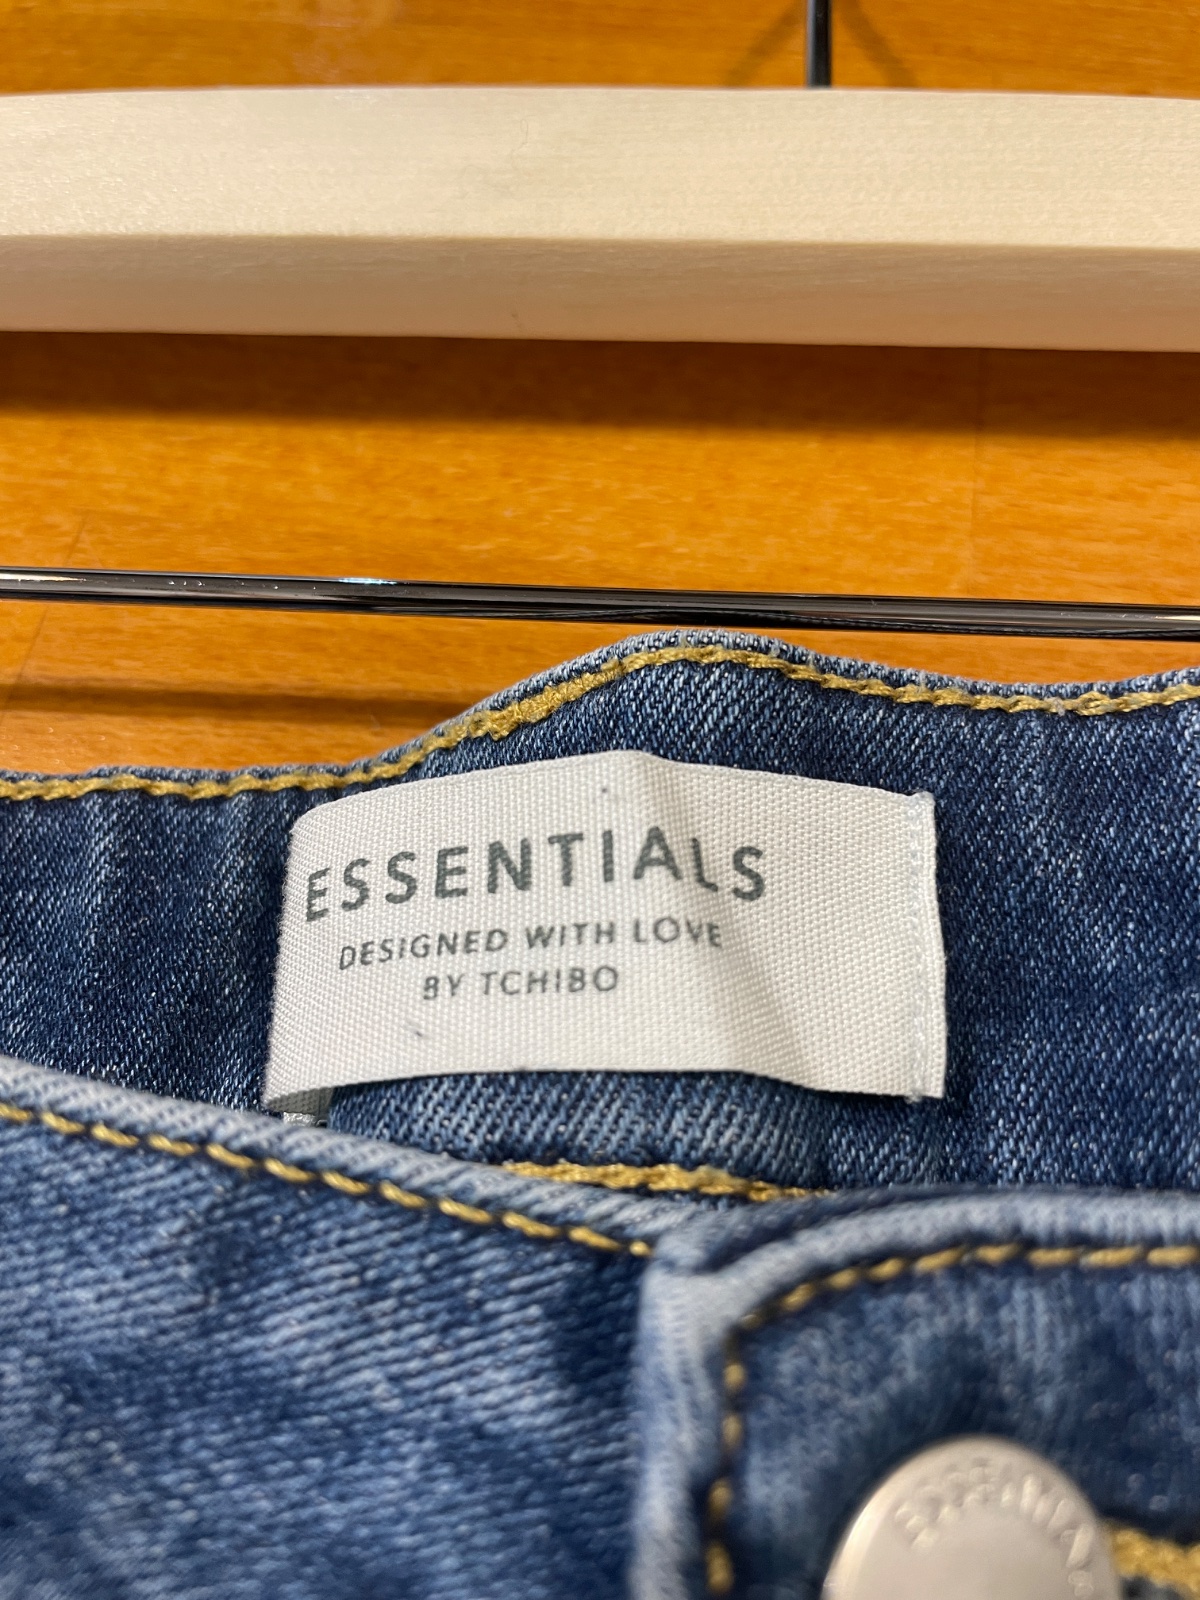 ESSENTIALS
DESIGNED WITH LOVE
BY TCHIBO